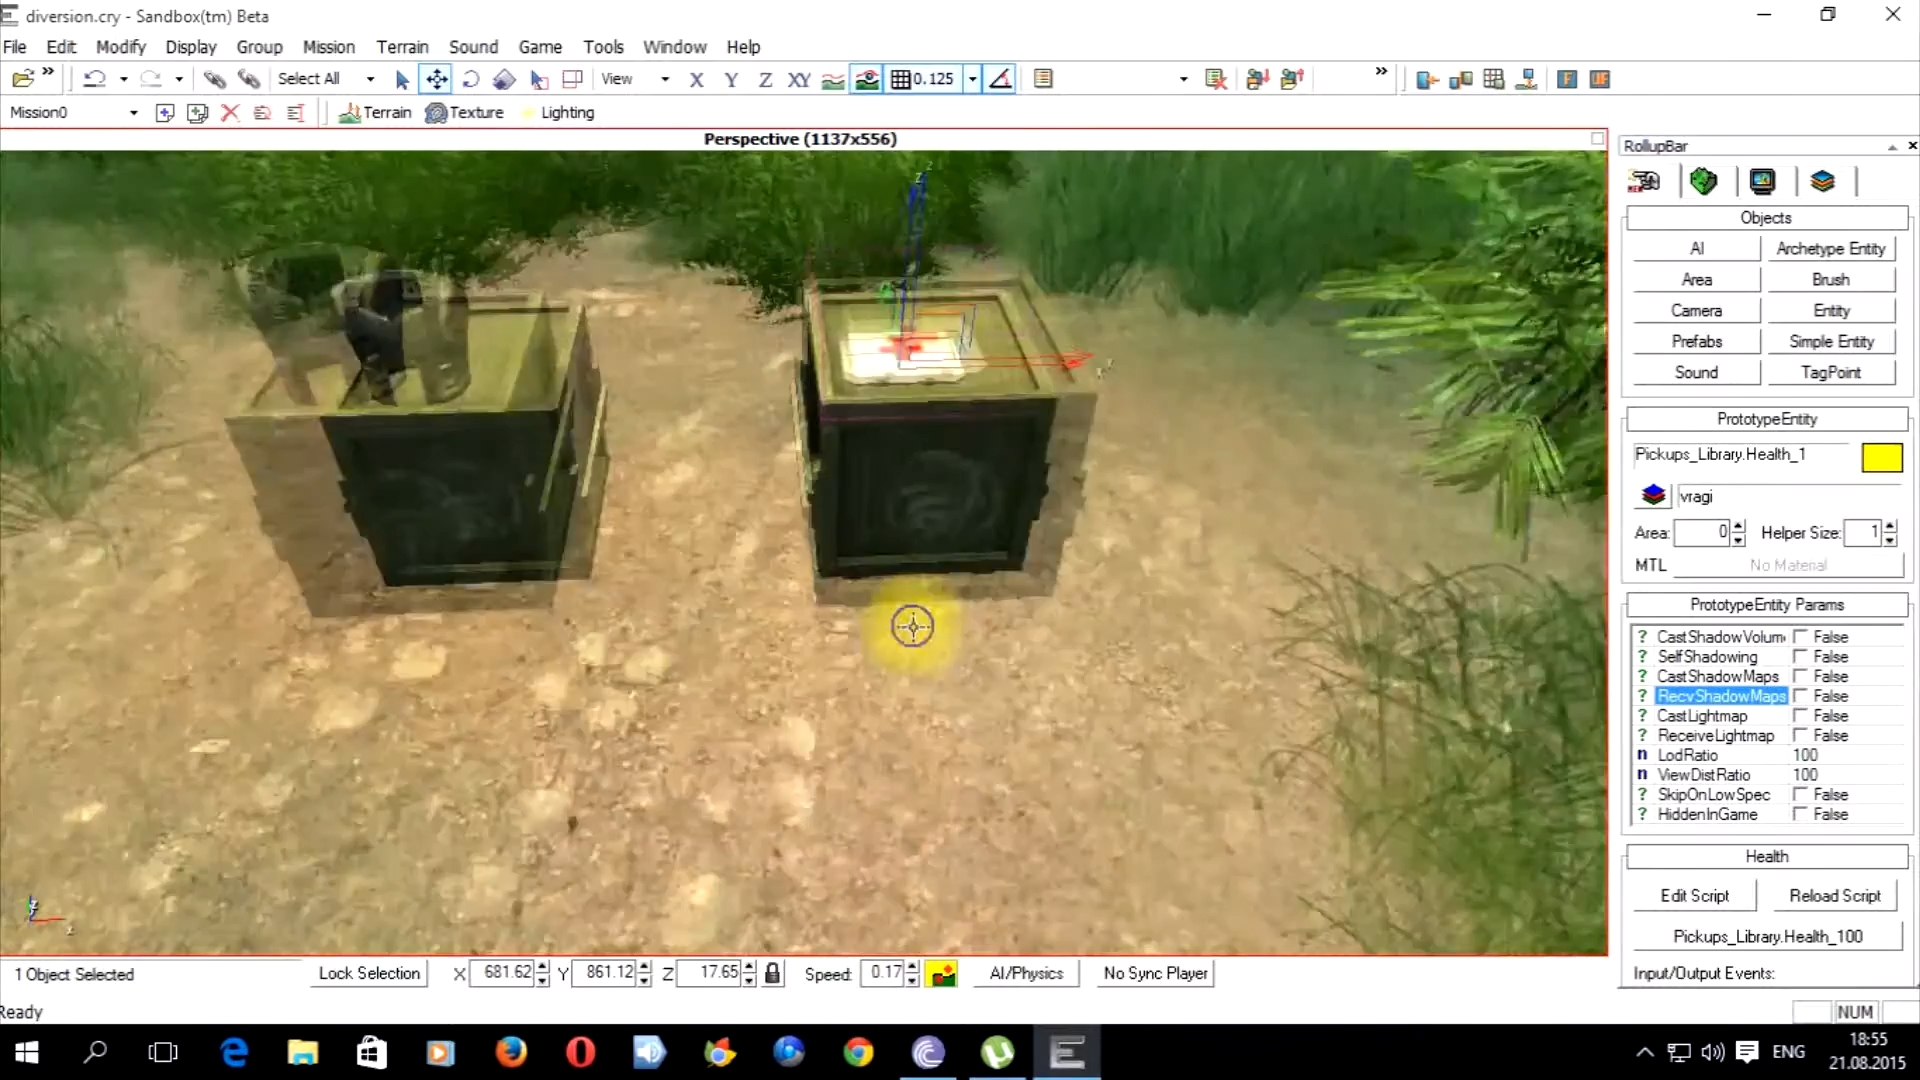 diversion.cry - Sandbox(tm) Beta
File Edit Modify Display Group Mission Terrain Sound Game Tools Window Help
Select All View X Y Z XY 0.125
Mission0 Terrain Texture Lighting
Perspective (1137x556)
RollupBar
Objects
AI Archetype Entity
Area Brush
Camera Entity
Prefabs Simple Entity
Sound TagPoint
PrototypeEntity
Pickups_Library.Health_1
vragi
Area: 0 Helper Size: 1
MTL No Material
PrototypeEntity Params
? CastShadowVolum False
? SelfShadowing False
? CastShadowMaps False
? RecvShadowMaps False
? CastLightmap False
? ReceiveLightmap False
n LodRatio 100
n ViewDistRatio 100
? SkipOnLowSpec False
? HiddenInGame False
Health
Edit Script Reload Script
Pickups_Library.Health_100
Input/Output Events:
1 Object Selected Lock Selection X 681.62 Y 861.12 Z 17.65 Speed: 0.17 AI/Physics No Sync Player
Ready
NUM
ENG
18:55
21.08.2015